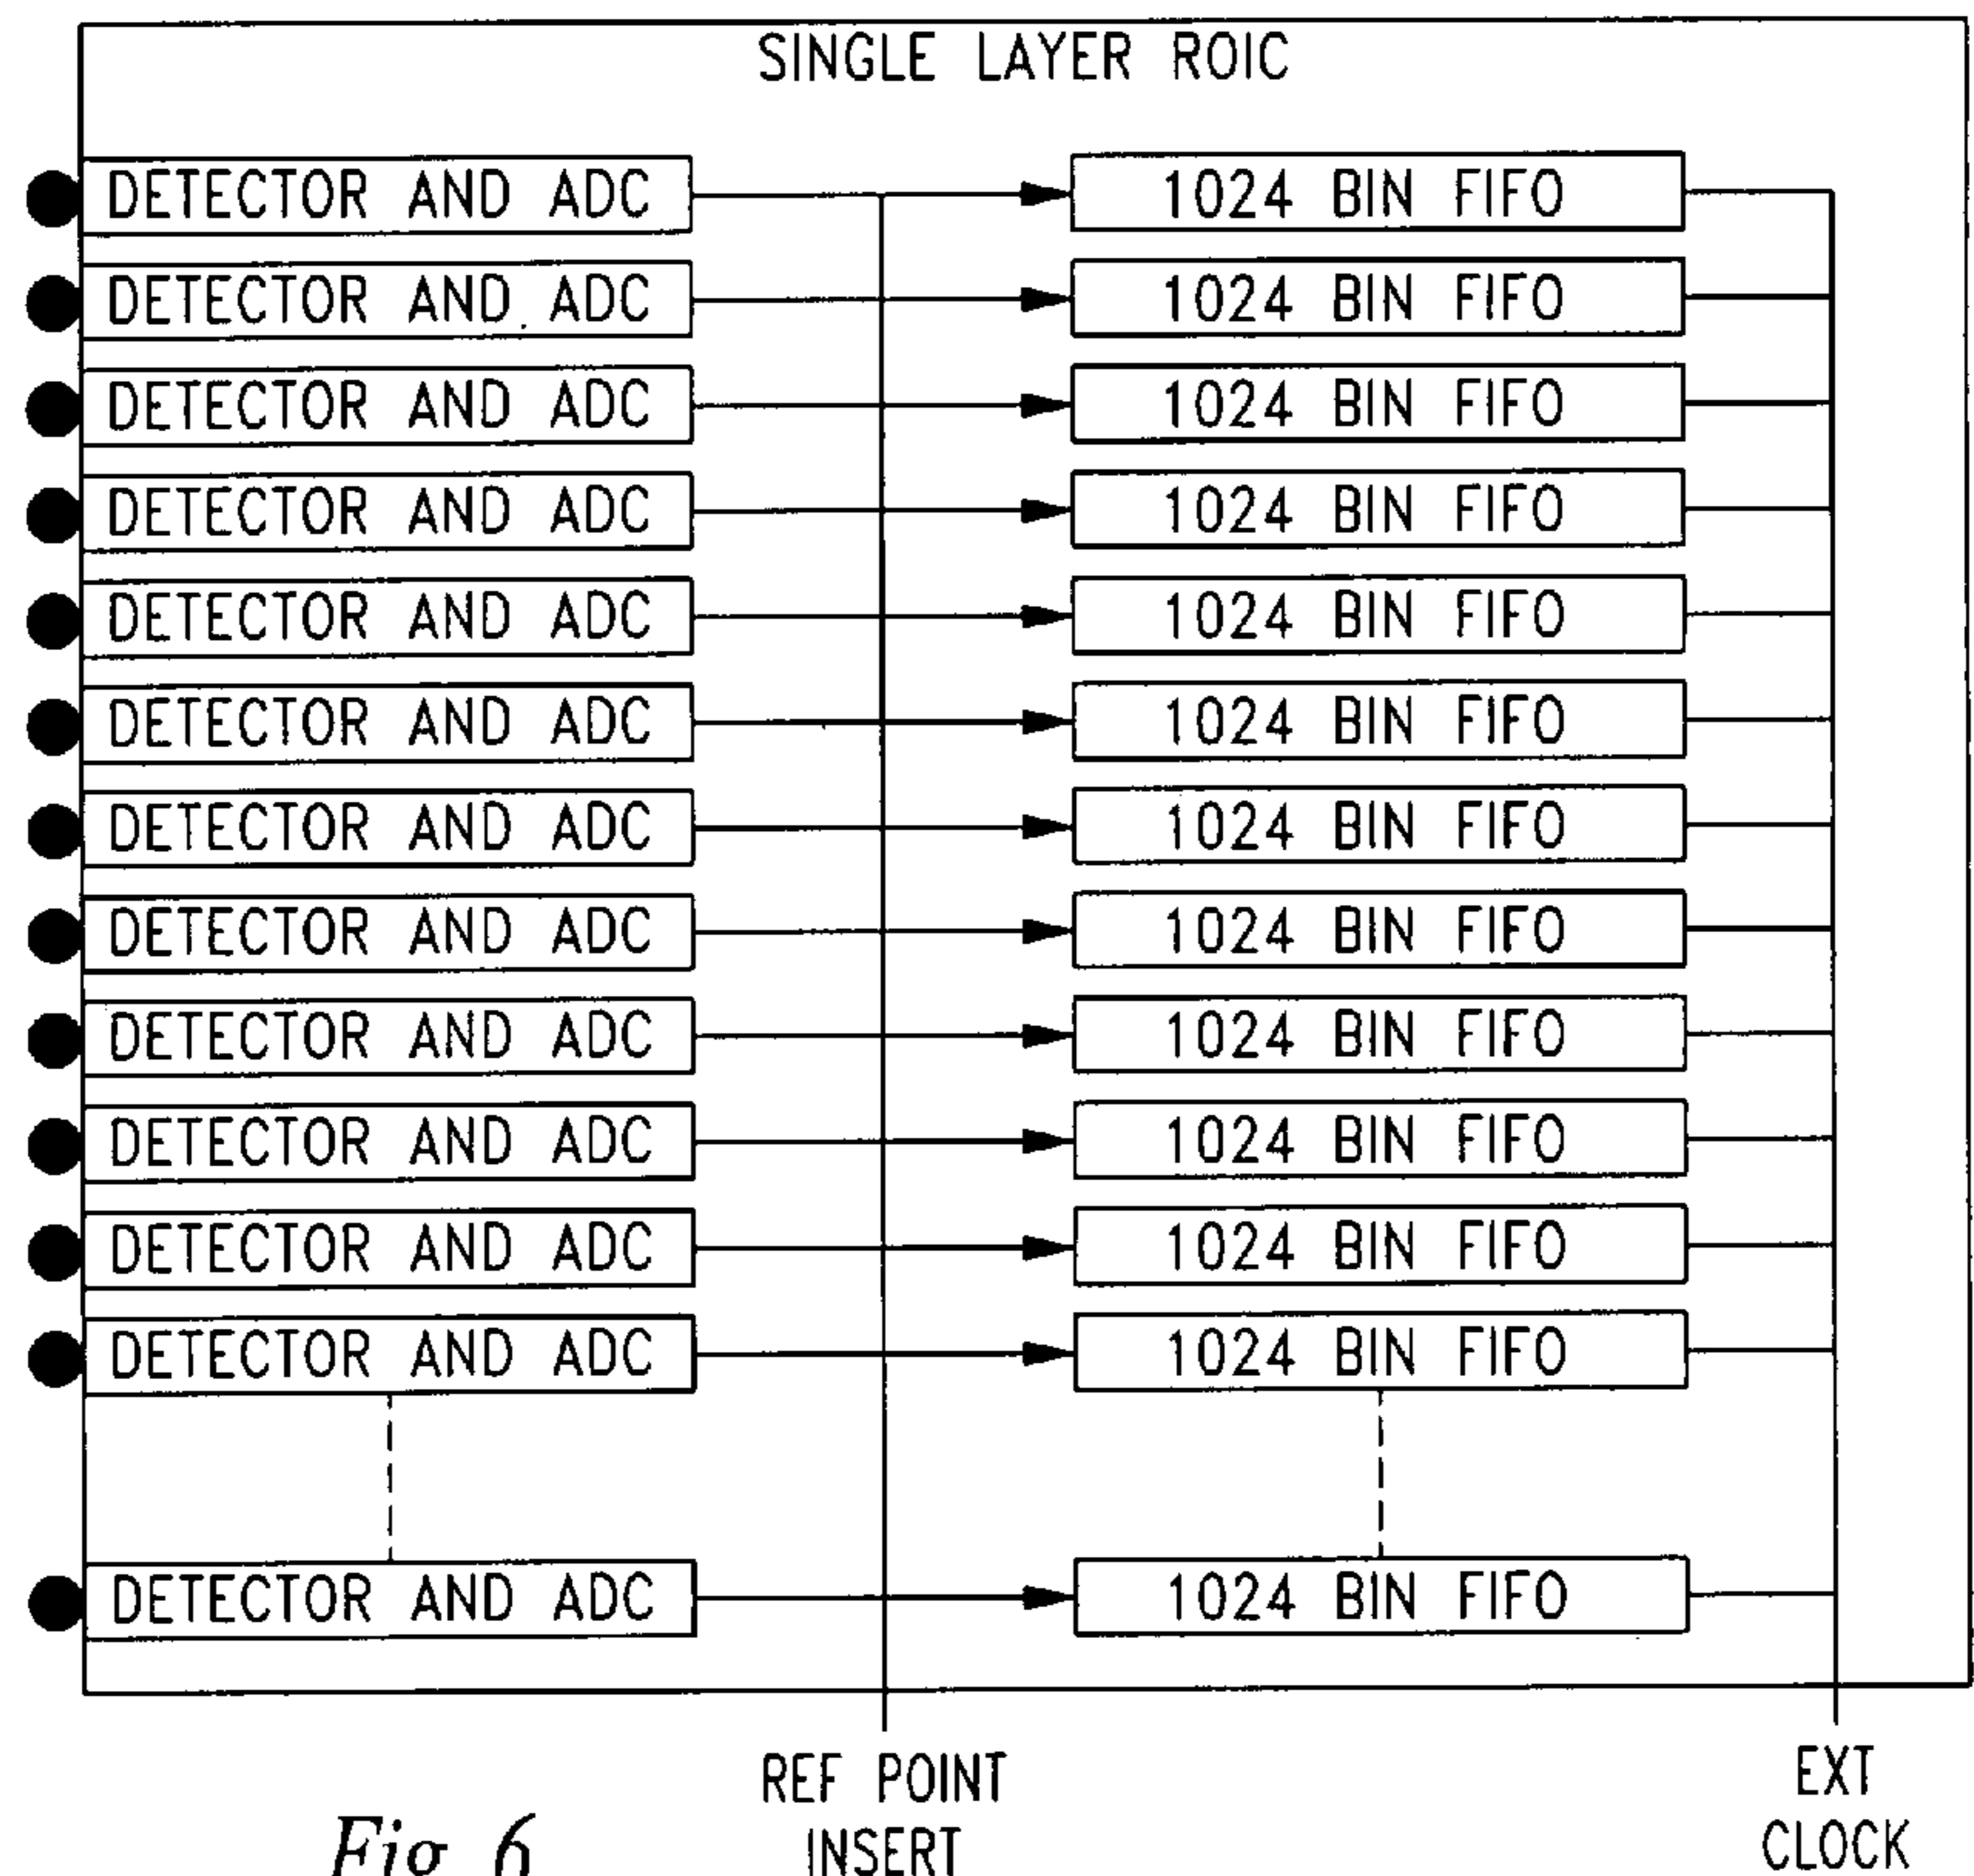 SINGLE LAYER ROIC
DETECTOR AND ADC 1024 BIN FIFO
DETECTOR AND ADC 1024 BIN FIFO
DETECTOR AND ADC 1024 BIN FIFO
DETECTOR AND ADC 1024 BIN FIFO
DETECTOR AND ADC 1024 BIN FIFO
DETECTOR AND ADC 1024 BIN FIFO
DETECTOR AND ADC 1024 BIN FIFO
DETECTOR AND ADC 1024 BIN FIFO
DETECTOR AND ADC 1024 BIN FIFO
DETECTOR AND ADC 1024 BIN FIFO
DETECTOR AND ADC 1024 BIN FIFO
DETECTOR AND ADC 1024 BIN FIFO
DETECTOR AND ADC 1024 BIN FIFO
REF POINT
INSERT
EXT
CLOCK
Fig 6